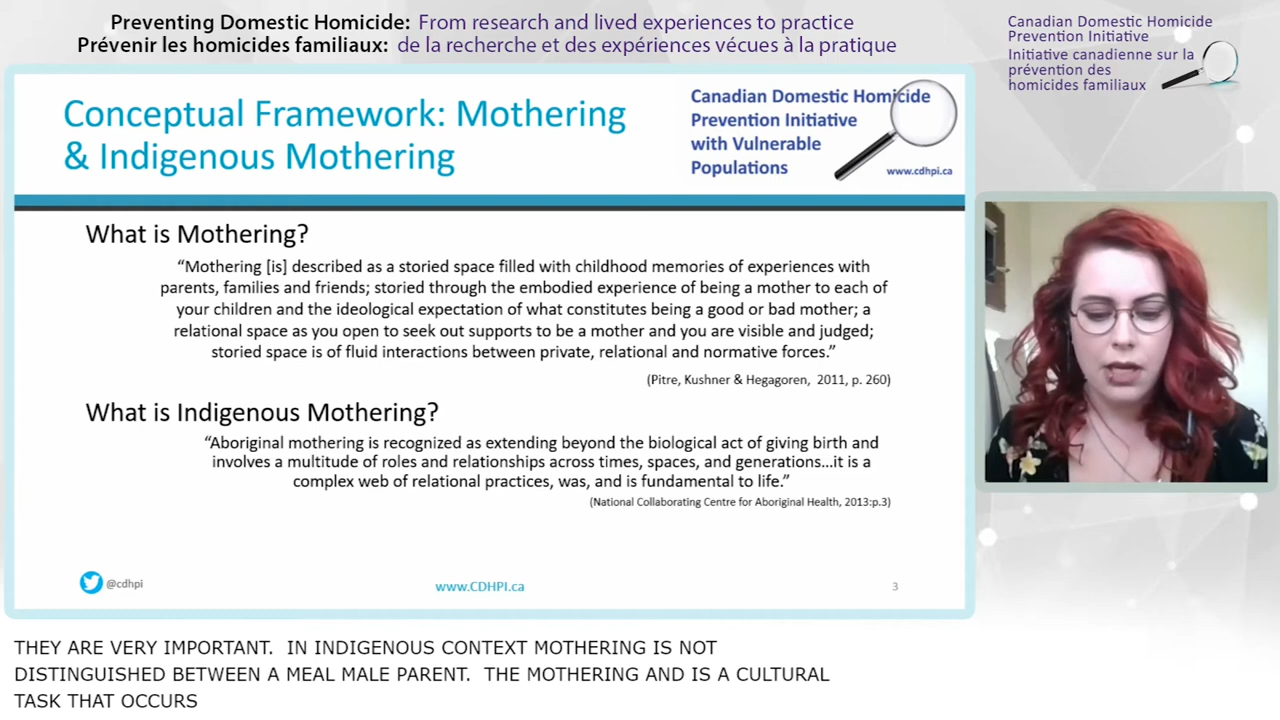 Preventing Domestic Homicide: From research and lived experiences to practice
Prévenir les homicides familiaux: de la recherche et des expériences vécues à la pratique
Canadian Domestic Homicide
Prevention Initiative
Initiative canadienne sur la
prévention des
homicides familiaux
Conceptual Framework: Mothering
& Indigenous Mothering
Canadian Domestic Homicide
Prevention Initiative
with Vulnerable
Populations
www.cdhpi.ca
What is Mothering?
“Mothering [is] described as a storied space filled with childhood memories of experiences with
parents, families and friends; storied through the embodied experience of being a mother to each of
your children and the ideological expectation of what constitutes being a good or bad mother; a
relational space as you open to seek out supports to be a mother and you are visible and judged;
storied space is of fluid interactions between private, relational and normative forces.”
(Pitre, Kushner & Hegagoren, 2011, p. 260)
What is Indigenous Mothering?
“Aboriginal mothering is recognized as extending beyond the biological act of giving birth and
involves a multitude of roles and relationships across times, spaces, and generations...it is a
complex web of relational practices, was, and is fundamental to life.”
(National Collaborating Centre for Aboriginal Health, 2013:p.3)
@cdhpi
www.CDHPI.ca
3
THEY ARE VERY IMPORTANT. IN INDIGENOUS CONTEXT MOTHERING IS NOT
DISTINGUISHED BETWEEN A MEAL MALE PARENT. THE MOTHERING AND IS A CULTURAL
TASK THAT OCCURS